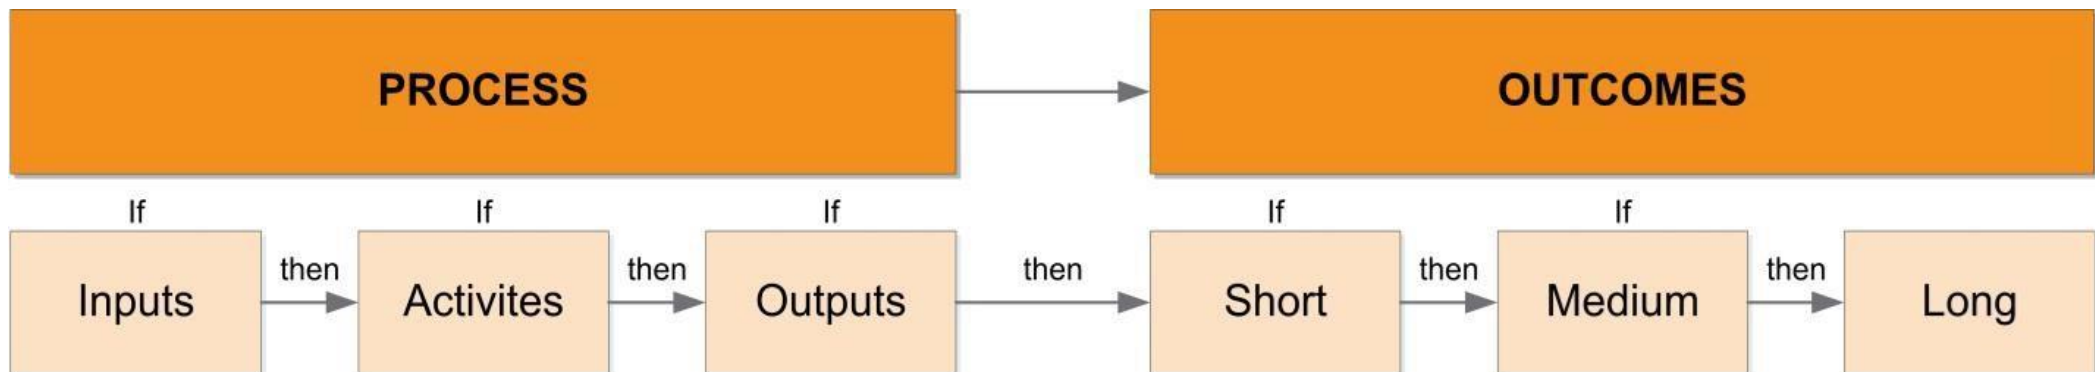 PROCESS
OUTCOMES
If
If
If
If
If
then
then
then
then
then
Inputs
Activites
Outputs
Short
Medium
Long